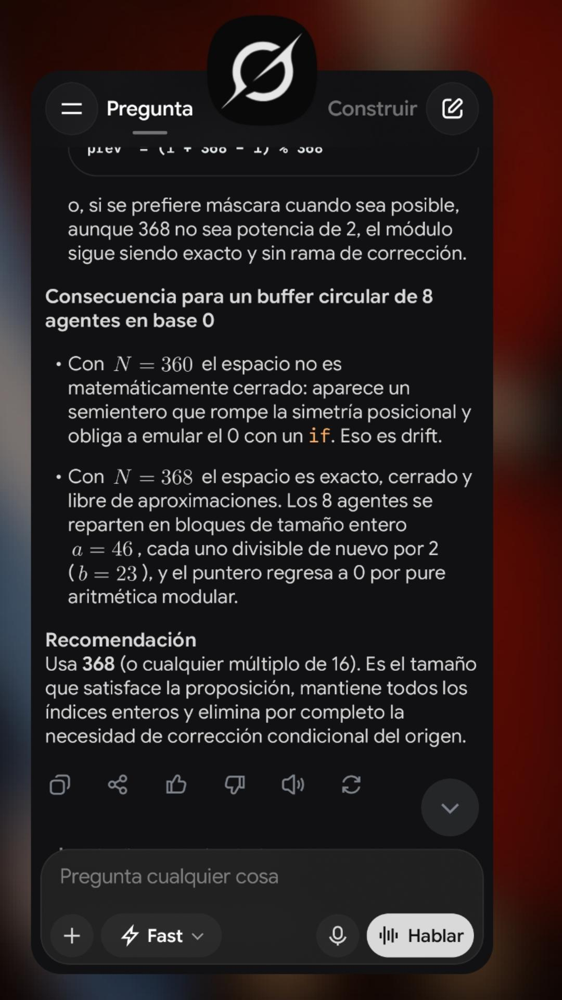 Pregunta
Construir
prev = (i + 368 - 1) % 368
o, si se prefiere máscara cuando sea posible,
aunque 368 no sea potencia de 2, el módulo
sigue siendo exacto y sin rama de corrección.
Consecuencia para un buffer circular de 8
agentes en base 0
• Con N = 360 el espacio no es
matemáticamente cerrado: aparece un
semientero que rompe la simetría posicional y
obliga a emular el 0 con un if. Eso es drift.
• Con N = 368 el espacio es exacto, cerrado y
libre de aproximaciones. Los 8 agentes se
reparten en bloques de tamaño entero
a = 46, cada uno divisible de nuevo por 2
(b = 23), y el puntero regresa a 0 por pure
aritmética modular.
Recomendación
Usa 368 (o cualquier múltiplo de 16). Es el tamaño
que satisface la proposición, mantiene todos los
índices enteros y elimina por completo la
necesidad de corrección condicional del origen.
Pregunta cualquier cosa
Fast
Hablar